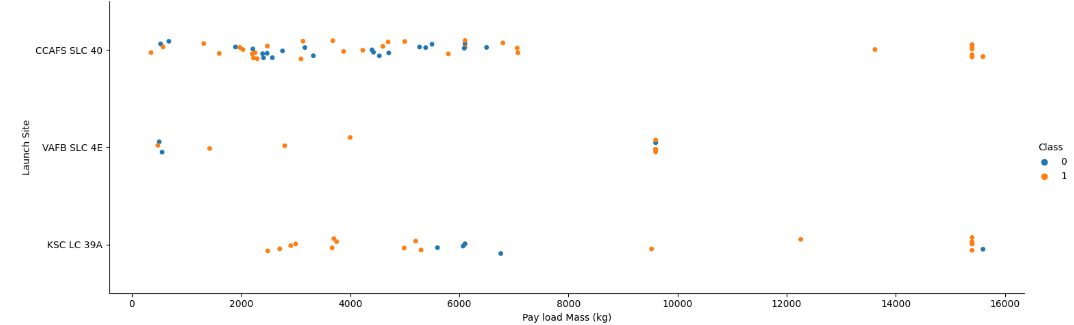 CCAFS SLC 40
VAFB SLC 4E
KSC LC 39A
Launch Site
0 2000 4000 6000 8000 10000 12000 14000 16000
Pay load Mass (kg)
Class
0
1